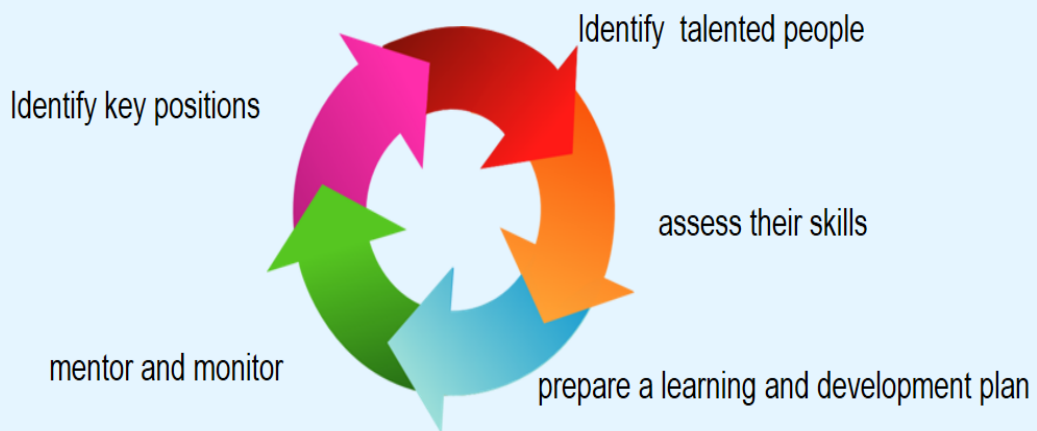 Identify talented people
Identify key positions
assess their skills
mentor and monitor
prepare a learning and development plan